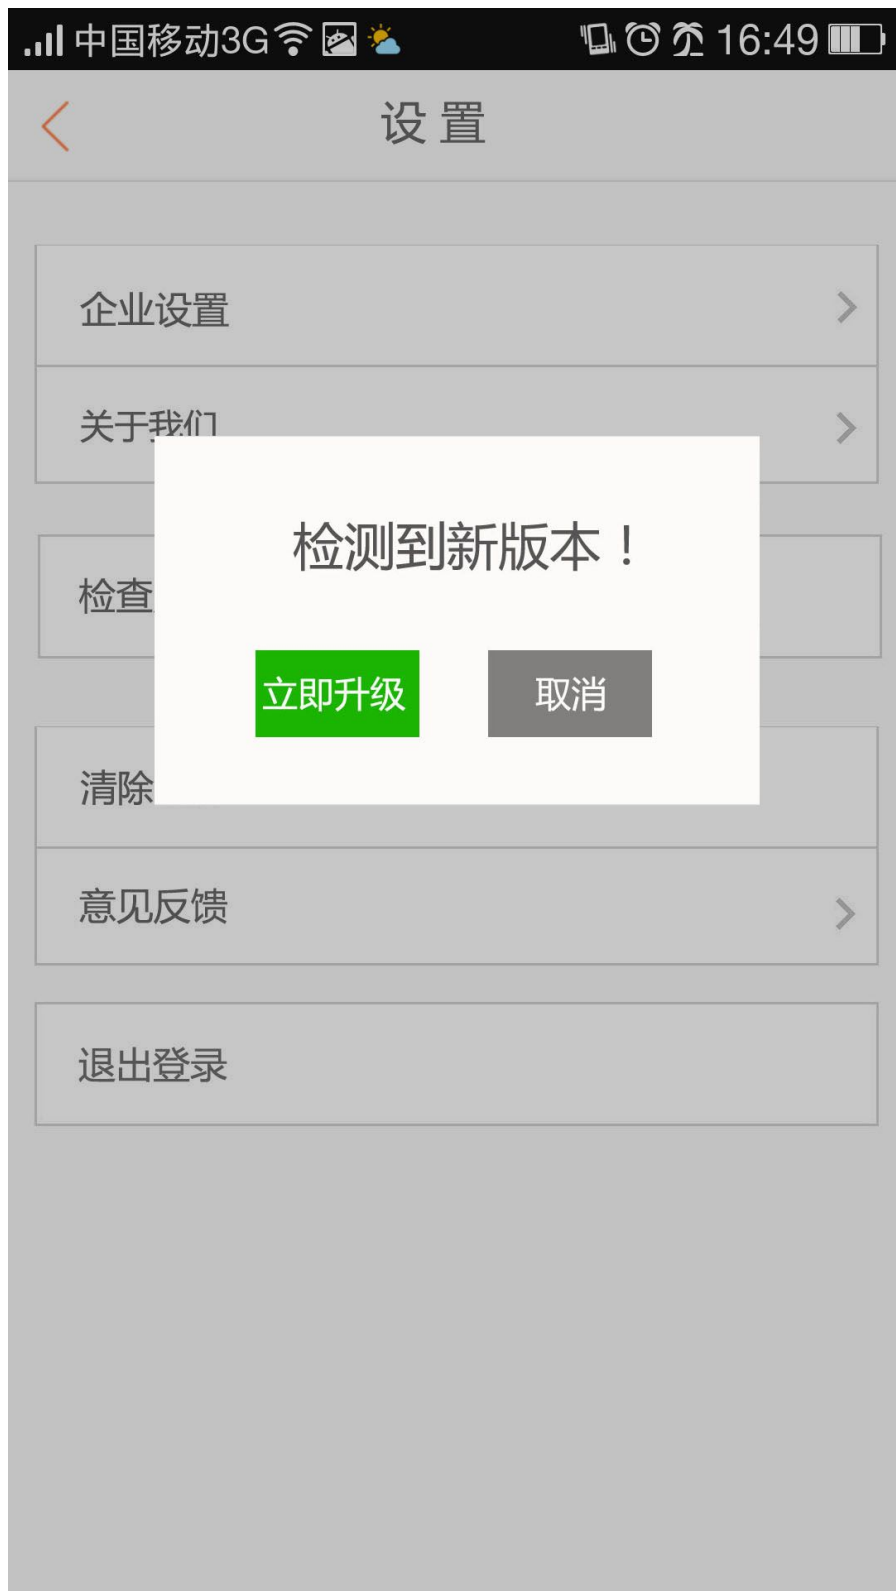 中国移动3G 16:49
设置
企业设置
关于我们
检测到新版本！
检查
立即升级 取消
清除
意见反馈
退出登录